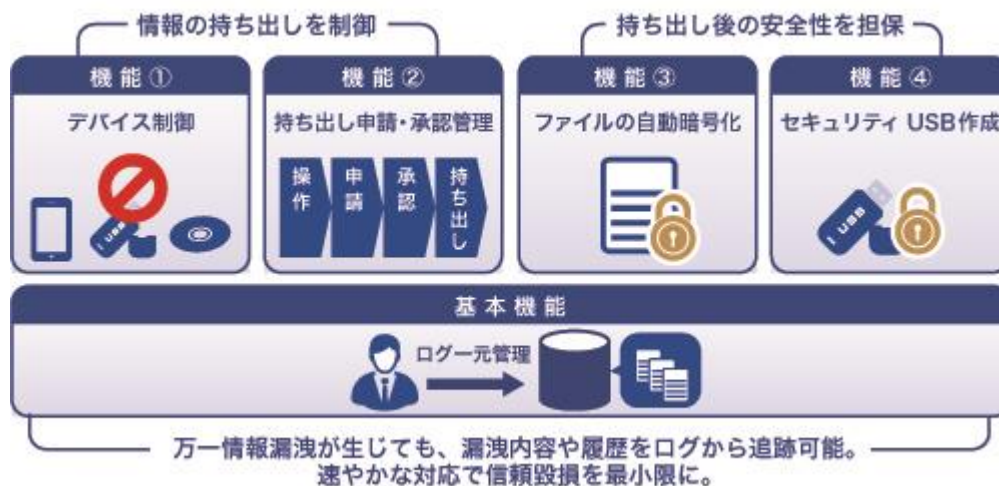 情報の持ち出しを制御
持ち出し後の安全性を担保
機能①
デバイス制御
USB
機能②
持ち出し申請・承認管理
操作
申請
承認
持ち出し
機能③
ファイルの自動暗号化
機能④
セキュリティ USB作成
USB
基本機能
ログ一元管理
万一情報漏洩が生じても、漏洩内容や履歴をログから追跡可能。
速やかな対応で信頼毀損を最小限に。